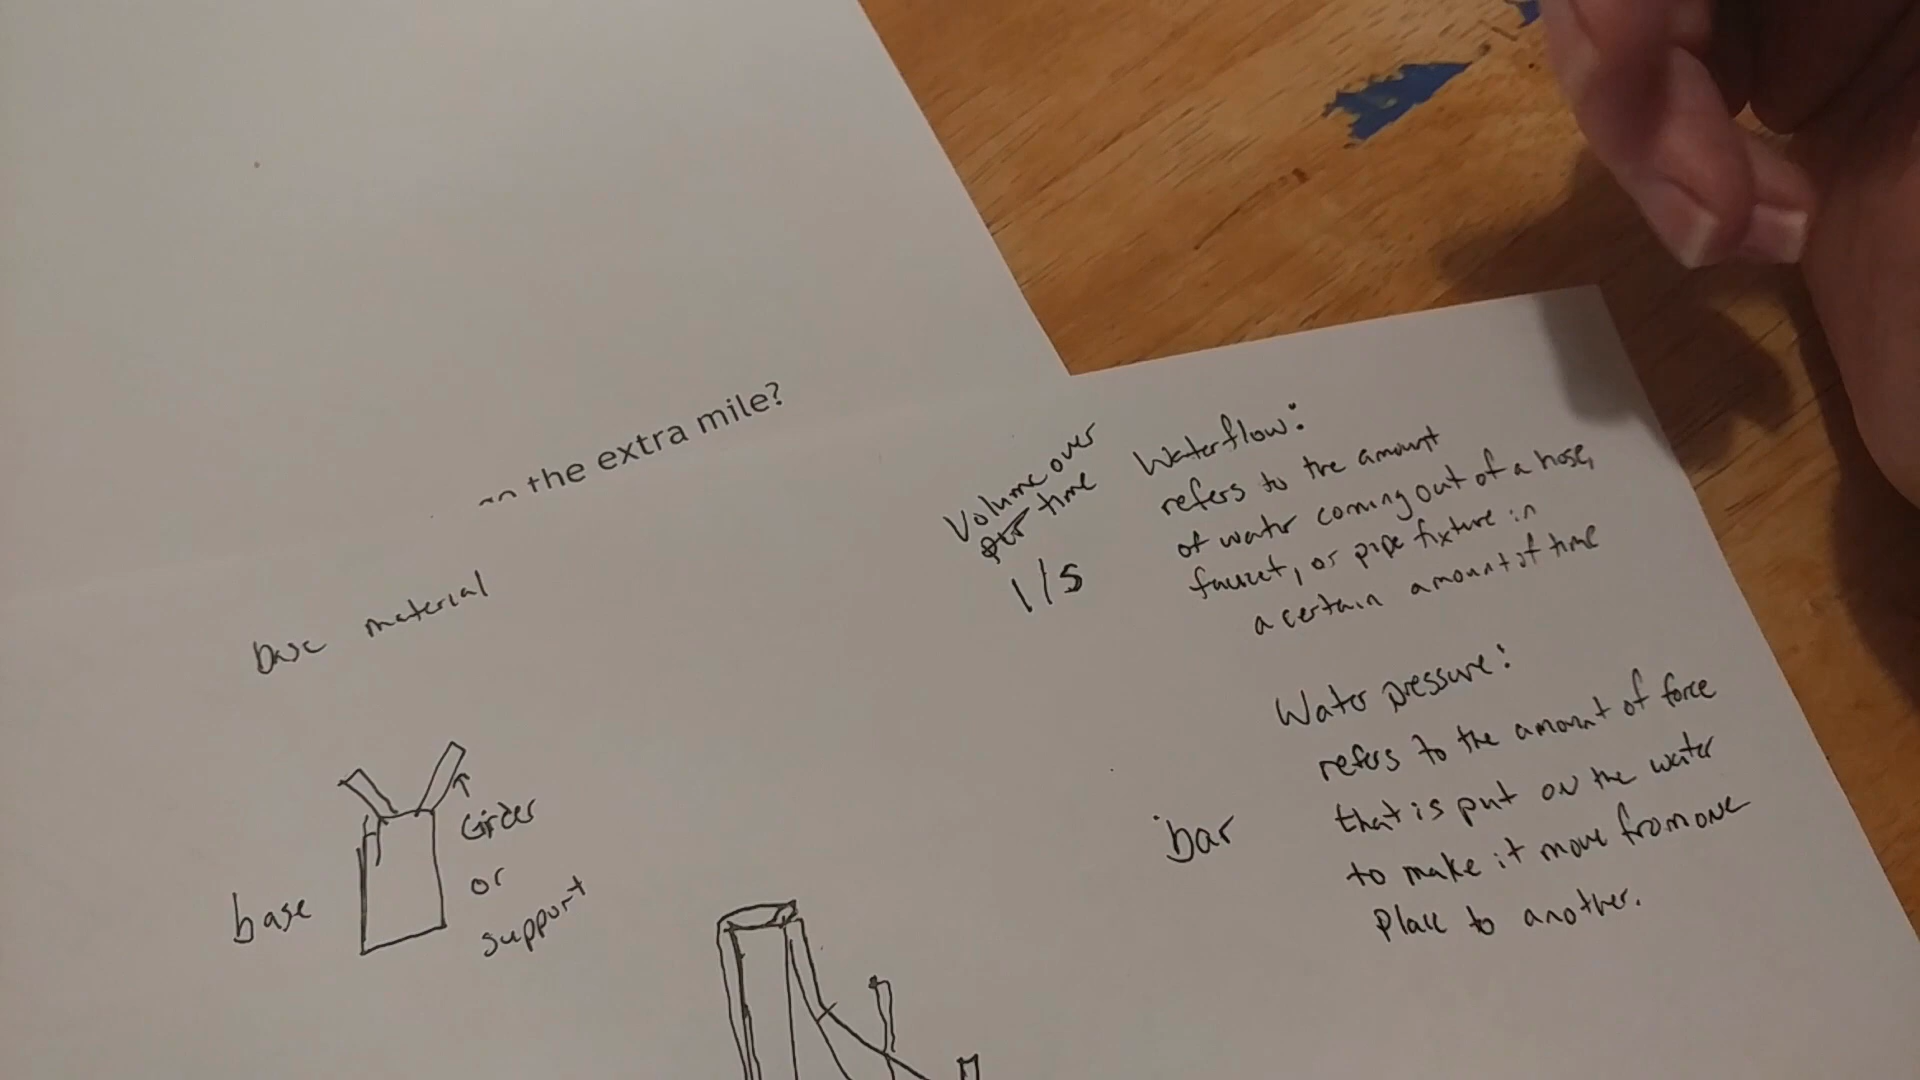 the extra mile?
base material
base
Girder
or
support
Volume over
per time
l/s
Waterflow:
refers to the amount
of water coming out of a hose,
faucet, or pipe fixture in
a certain amount of time
Water pressure:
refers to the amount of force
that is put on the water
to make it move from one
place to another.
bar